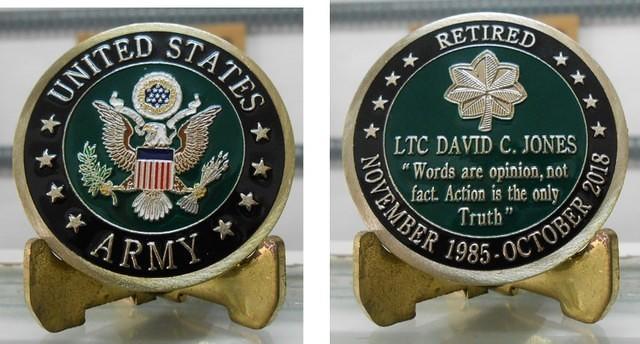 UNITED STATES
ARMY
RETIRED
LTC DAVID C. JONES
"Words are opinion, not
fact. Action is the only
Truth"
NOVEMBER 1985-OCTOBER 2018